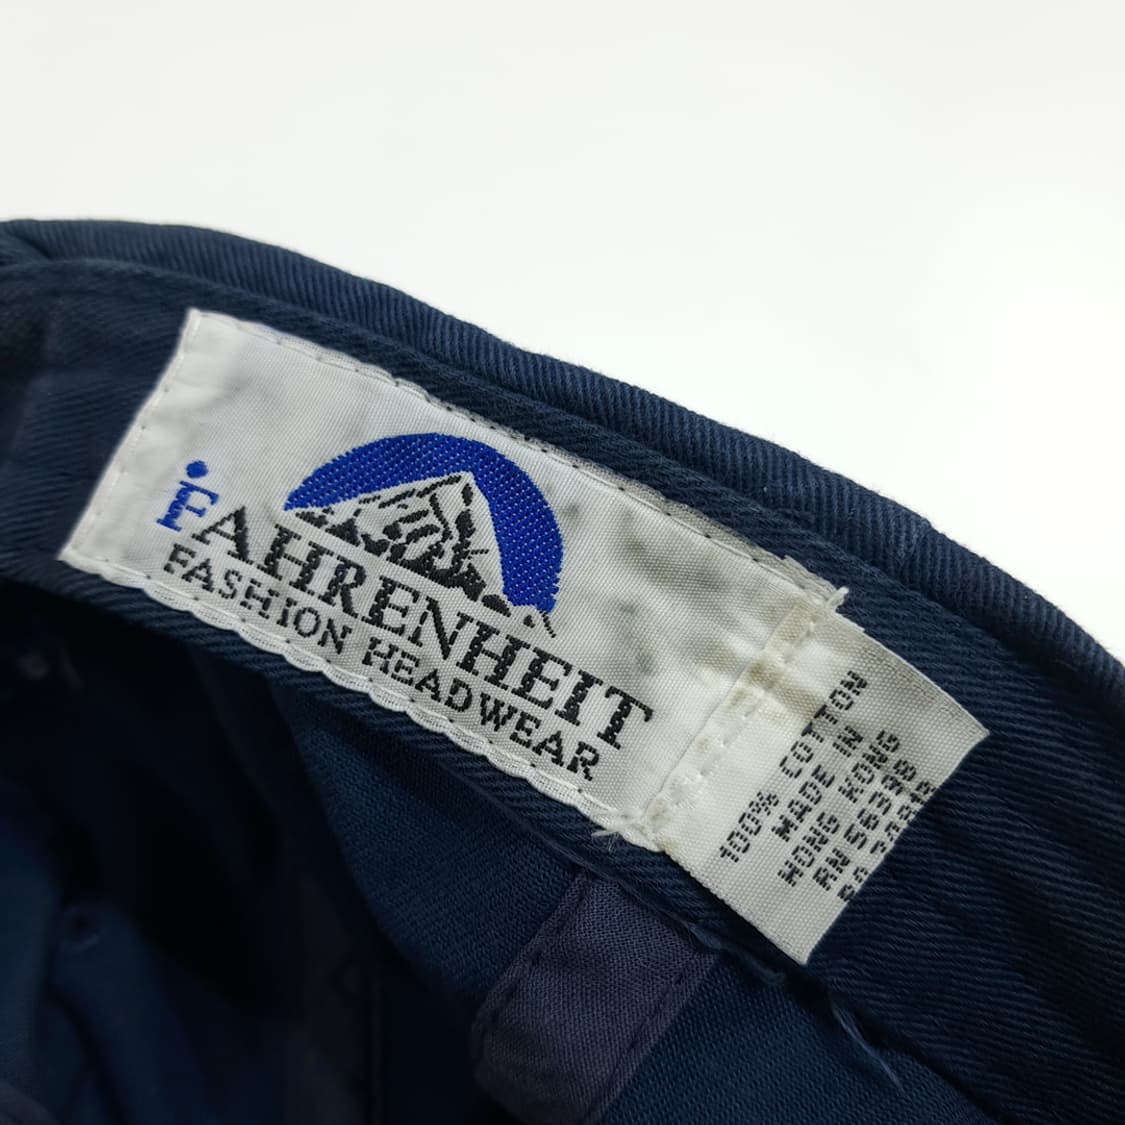 °FAHRENHEIT
FASHION HEADWEAR
100% COTTON
MADE IN
HONG KONG
RN 56398